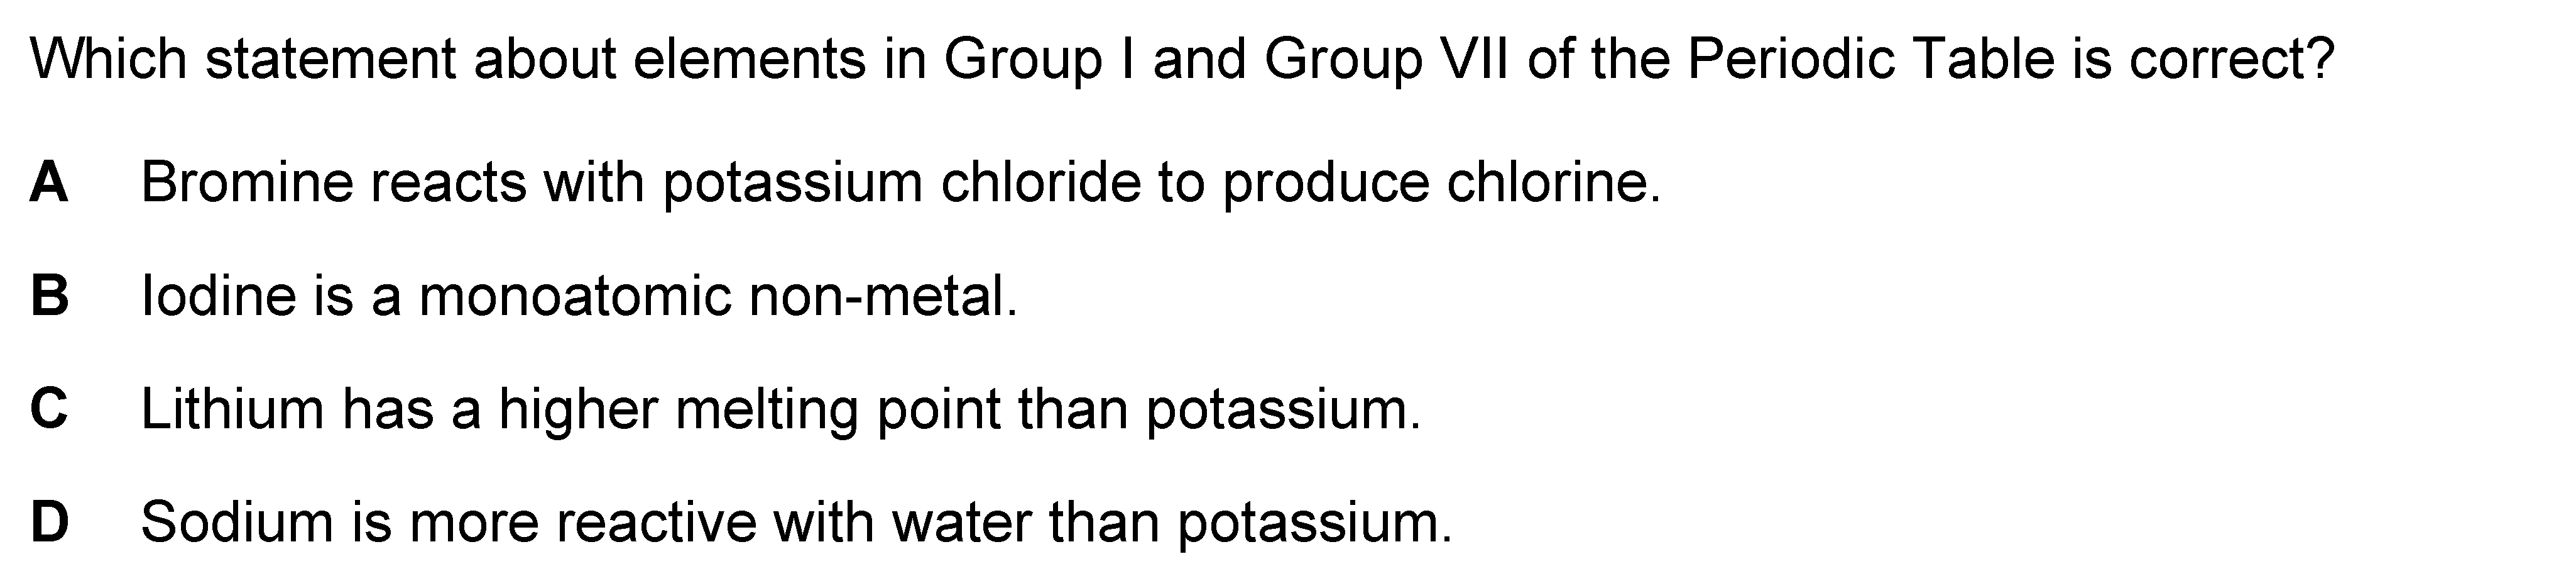 Which statement about elements in Group I and Group VII of the Periodic Table is correct?
A Bromine reacts with potassium chloride to produce chlorine.
B Iodine is a monoatomic non-metal.
C Lithium has a higher melting point than potassium.
D Sodium is more reactive with water than potassium.